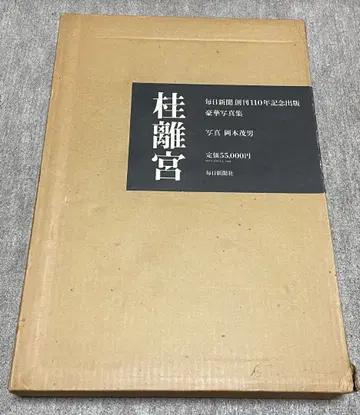 桂離宮
毎日新聞 創刊110年記念出版
豪華写真集
写真 岡本茂男
定価55,000円
毎日新聞社